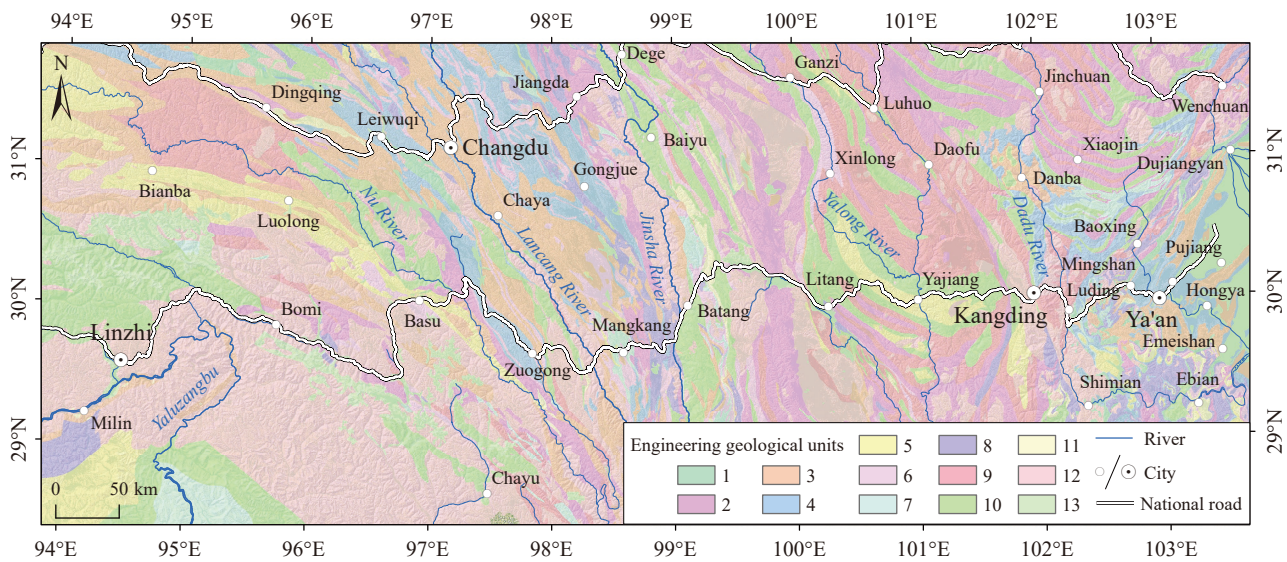 94°E 95°E 96°E 97°E 98°E 99°E 100°E 101°E 102°E 103°E
N
Dege
Ganzi
Jiangda
Jinchuan
Dingqing
Luhuo
Wenchuan
Leiwuqi
Changdu
Baiyu
31°N
31°N
Xinlong
Daofu
Xiaojin
Dujiangyan
Bianba
Gongjue
Danba
Luolong
Nu River
Chaya
Lancang River
Jinsha River
Yalong River
Dadu River
Baoxing
Pujiang
Mingshan
30°N
30°N
Litang
Yajiang
Luding
Hongya
Linzhi
Bomi
Basu
Mangkang
Batang
Kangding
Ya'an
Emeishan
Zuogong
Shimian
Ebian
Yaluzangbu
Milin
29°N
29°N
Chayu
0 50 km
Engineering geological units
5 8 11 River
1 3 6 9 12 City
2 4 7 10 13 National road
94°E 95°E 96°E 97°E 98°E 99°E 100°E 101°E 102°E 103°E